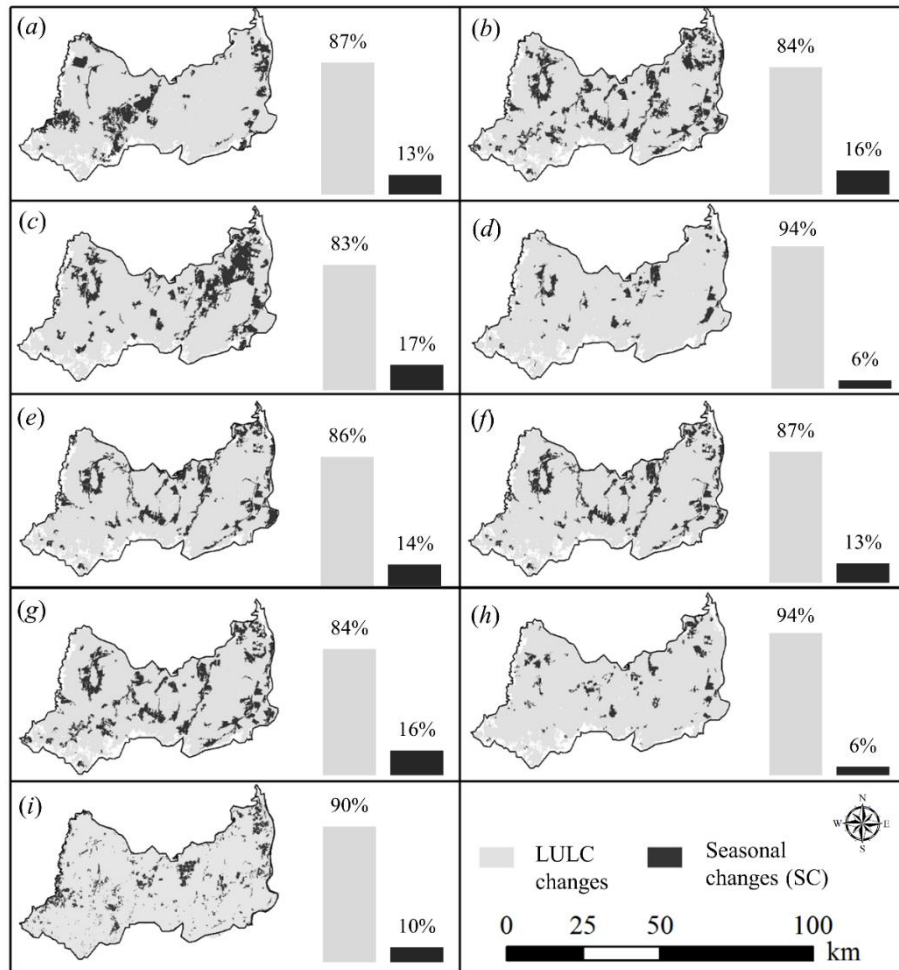 (a)
87%
13%
(b)
84%
16%
(c)
83%
17%
(d)
94%
6%
(e)
86%
14%
(f)
87%
13%
(g)
84%
16%
(h)
94%
6%
(i)
90%
10%
N
W E
S
LULC
changes
Seasonal
changes (SC)
0 25 50 100
km